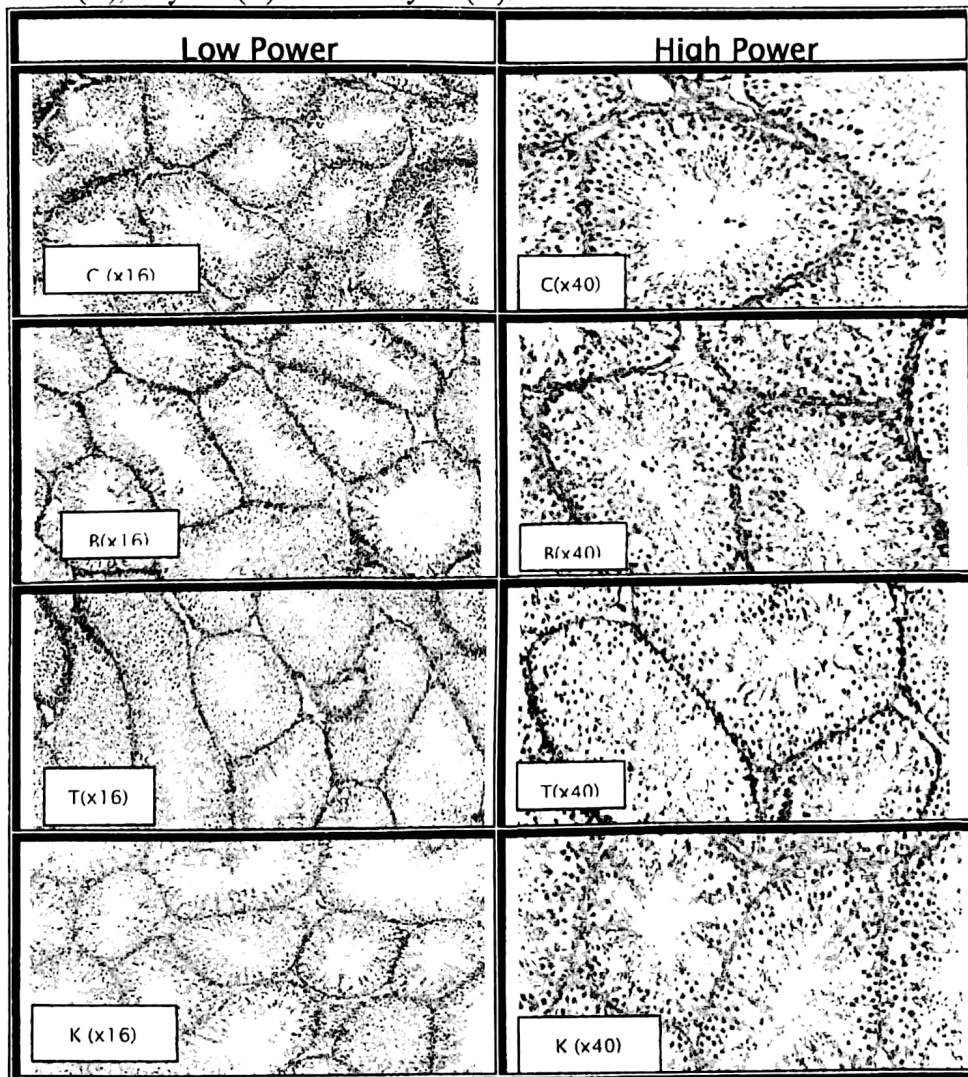 Low Power High Power
C (x16) C(x40)
B(x16) B(x40)
T(x16) T(x40)
K (x16) K (x40)